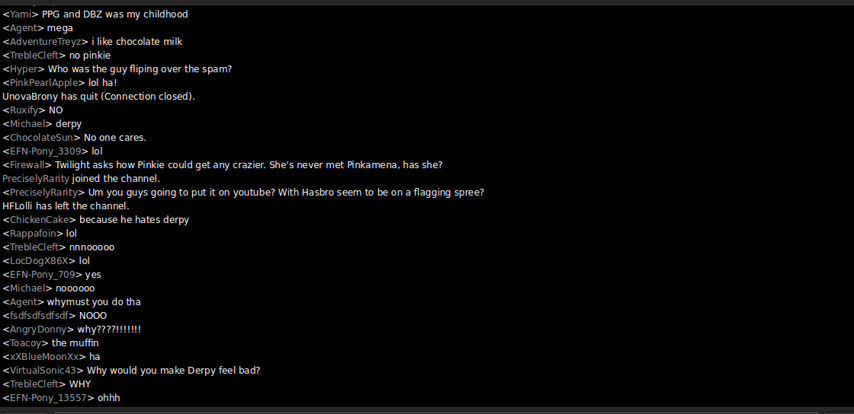 <Yami> PPG and DBZ was my childhood
<Agent> mega
<AdventureTreyz> i like chocolate milk
<TrebleCleft> no pinkie
<Hyper> Who was the guy fliping over the spam?
<PinkPearlApple> lol ha!
UnovaBrony has quit (Connection closed).
<Ruxify> NO
<Michael> derpy
<ChocolateSun> No one cares.
<EFN-Pony_3309> lol
<Firewall> Twilight asks how Pinkie could get any crazier. She's never met Pinkamena, has she?
PreciselyRarity joined the channel.
<PreciselyRarity> Um you guys going to put it on youtube? With Hasbro seem to be on a flagging spree?
HFLolli has left the channel.
<ChickenCake> because he hates derpy
<Rappafoin> lol
<TrebleCleft> nnnooooo
<LocDogX86X> lol
<EFN-Pony_709> yes
<Michael> noooooo
<Agent> whymust you do tha
<fsdfsdfsdfsdf> NOOO
<AngryDonny> why????!!!!!!!
<Toacoy> the muffin
<xXBlueMoonXx> ha
<VirtualSonic43> Why would you make Derpy feel bad?
<TrebleCleft> WHY
<EFN-Pony_13557> ohhh